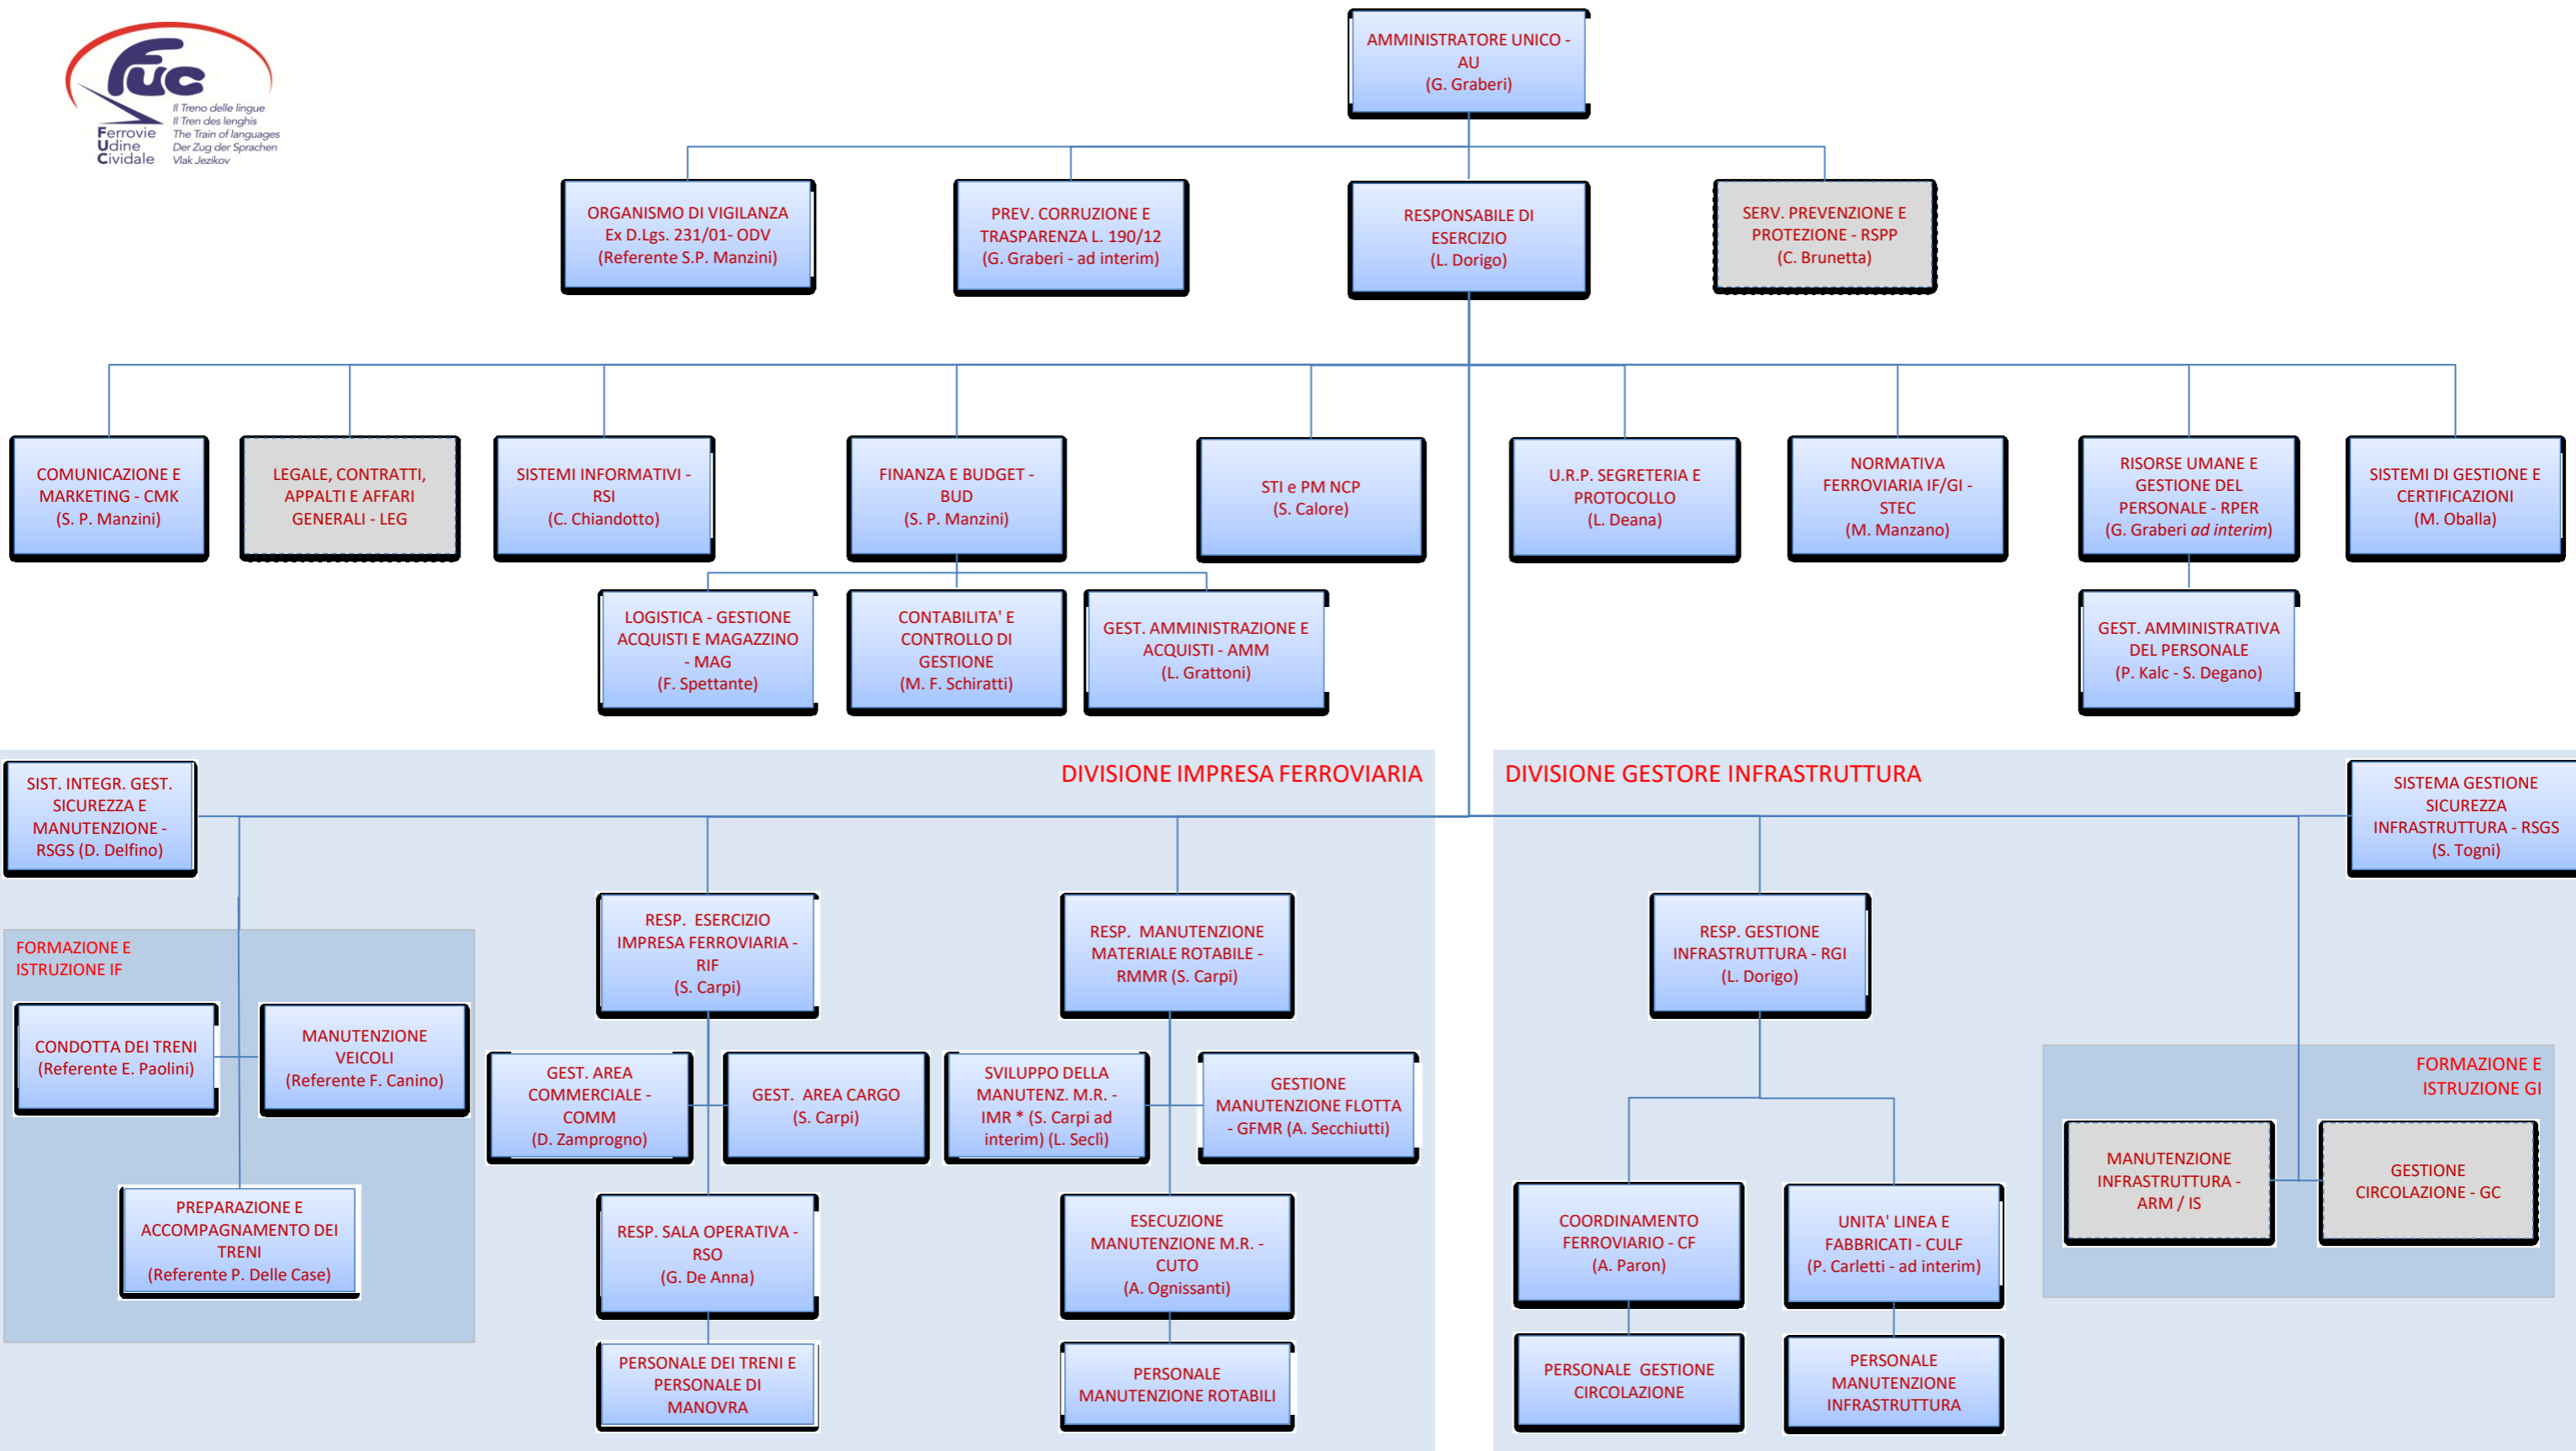 fuc
Il Treno delle lingue
Il Tren des lenghis
The Train of languages
Der Zug der Sprachen
Vlak Jezikov
Ferrovie
Udine
Cividale
AMMINISTRATORE UNICO -
AU
(G. Graberi)
ORGANISMO DI VIGILANZA
Ex D.Lgs. 231/01- ODV
(Referente S.P. Manzini)
PREV. CORRUZIONE E
TRASPARENZA L. 190/12
(G. Graberi - ad interim)
RESPONSABILE DI
ESERCIZIO
(L. Dorigo)
SERV. PREVENZIONE E
PROTEZIONE - RSPP
(C. Brunetta)
COMUNICAZIONE E
MARKETING - CMK
(S. P. Manzini)
LEGALE, CONTRATTI,
APPALTI E AFFARI
GENERALI - LEG
SISTEMI INFORMATIVI -
RSI
(C. Chiandotto)
FINANZA E BUDGET -
BUD
(S. P. Manzini)
STI e PM NCP
(S. Calore)
U.R.P. SEGRETERIA E
PROTOCOLLO
(L. Deana)
NORMATIVA
FERROVIARIA IF/GI -
STEC
(M. Manzano)
RISORSE UMANE E
GESTIONE DEL
PERSONALE - RPER
(G. Graberi ad interim)
SISTEMI DI GESTIONE E
CERTIFICAZIONI
(M. Oballa)
LOGISTICA - GESTIONE
ACQUISTI E MAGAZZINO
- MAG
(F. Spettante)
CONTABILITA' E
CONTROLLO DI
GESTIONE
(M. F. Schiratti)
GEST. AMMINISTRAZIONE E
ACQUISTI - AMM
(L. Grattoni)
GEST. AMMINISTRATIVA
DEL PERSONALE
(P. Kalc - S. Degano)
DIVISIONE IMPRESA FERROVIARIA
SIST. INTEGR. GEST.
SICUREZZA E
MANUTENZIONE -
RSGS (D. Delfino)
FORMAZIONE E
ISTRUZIONE IF
CONDOTTA DEI TRENI
(Referente E. Paolini)
MANUTENZIONE
VEICOLI
(Referente F. Canino)
PREPARAZIONE E
ACCOMPAGNAMENTO DEI
TRENI
(Referente P. Delle Case)
RESP. ESERCIZIO
IMPRESA FERROVIARIA -
RIF
(S. Carpi)
GEST. AREA
COMMERCIALE -
COMM
(D. Zamprogno)
GEST. AREA CARGO
(S. Carpi)
RESP. SALA OPERATIVA -
RSO
(G. De Anna)
PERSONALE DEI TRENI E
PERSONALE DI
MANOVRA
RESP. MANUTENZIONE
MATERIALE ROTABILE -
RMMR (S. Carpi)
SVILUPPO DELLA
MANUTENZ. M.R. -
IMR * (S. Carpi ad
interim) (L. Seclì)
GESTIONE
MANUTENZIONE FLOTTA
- GFMR (A. Secchiutti)
ESECUZIONE
MANUTENZIONE M.R. -
CUTO
(A. Ognissanti)
PERSONALE
MANUTENZIONE ROTABILI
DIVISIONE GESTORE INFRASTRUTTURA
SISTEMA GESTIONE
SICUREZZA
INFRASTRUTTURA - RSGS
(S. Togni)
RESP. GESTIONE
INFRASTRUTTURA - RGI
(L. Dorigo)
COORDINAMENTO
FERROVIARIO - CF
(A. Paron)
UNITA' LINEA E
FABBRICATI - CULF
(P. Carletti - ad interim)
PERSONALE GESTIONE
CIRCOLAZIONE
PERSONALE
MANUTENZIONE
INFRASTRUTTURA
FORMAZIONE E
ISTRUZIONE GI
MANUTENZIONE
INFRASTRUTTURA -
ARM / IS
GESTIONE
CIRCOLAZIONE - GC